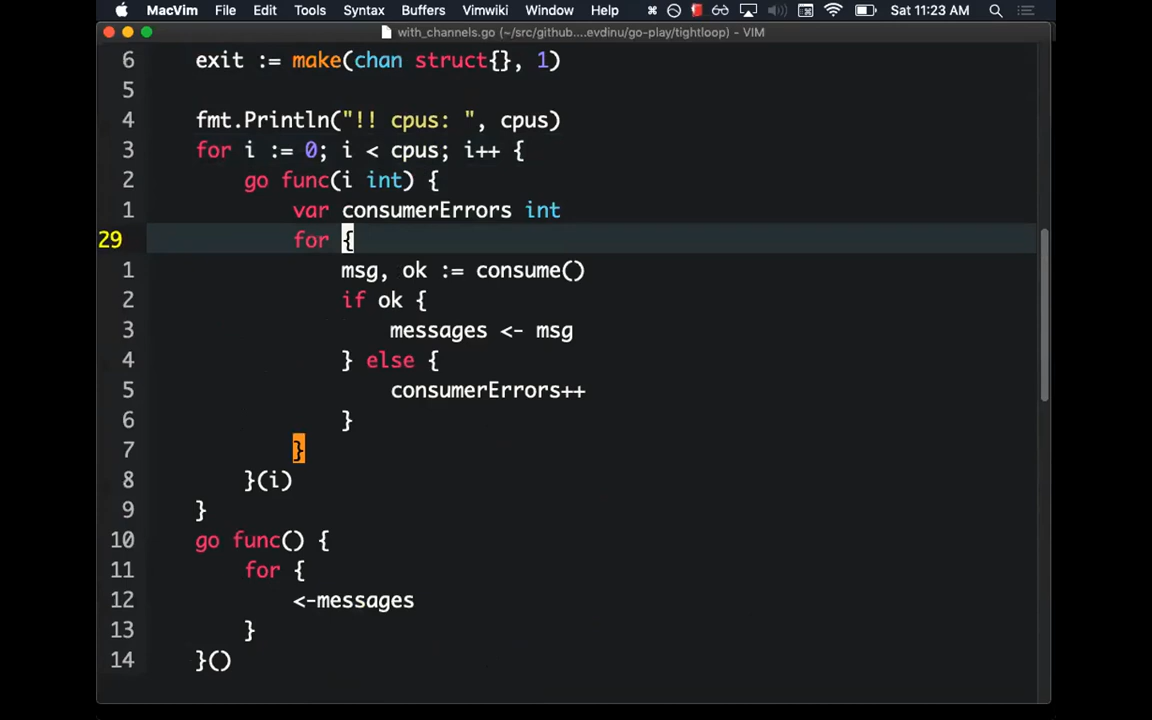 MacVim File Edit Tools Syntax Buffers Vimwiki Window Help Sat 11:23 AM
with_channels.go (~/src/github....evdinu/go-play/tightloop) - VIM
6 exit := make(chan struct{}, 1)
5
4 fmt.Println("!! cpus: ", cpus)
3 for i := 0; i < cpus; i++ {
2 go func(i int) {
1 var consumerErrors int
29 for {
1 msg, ok := consume()
2 if ok {
3 messages <- msg
4 } else {
5 consumerErrors++
6 }
7 }
8 }(i)
9 }
10 go func() {
11 for {
12 <-messages
13 }
14 }()